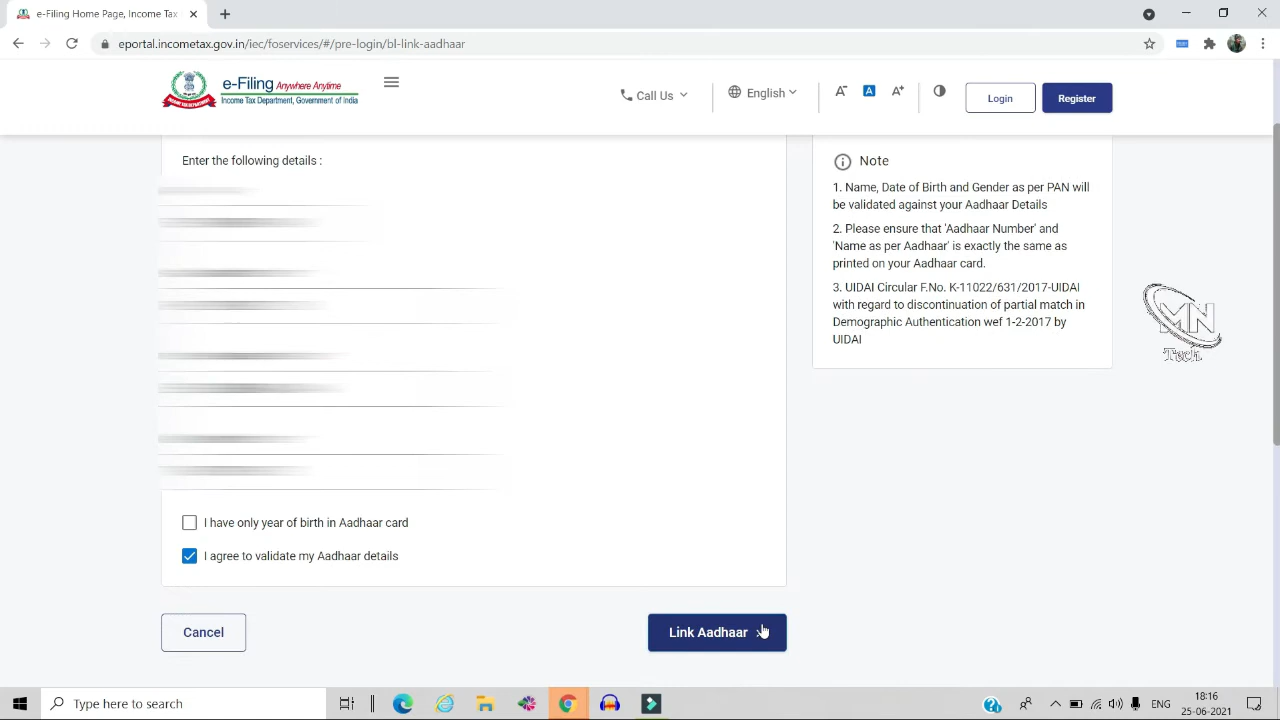 e-Filing Home Page, Income Tax
eportal.incometax.gov.in/iec/foservices/#/pre-login/bl-link-aadhaar
e-Filing Anywhere Anytime
Income Tax Department, Government of India
Call Us
English
A-
A
A+
Login
Register
Enter the following details :
I have only year of birth in Aadhaar card
I agree to validate my Aadhaar details
Cancel
Link Aadhaar
Note
1. Name, Date of Birth and Gender as per PAN will
be validated against your Aadhaar Details
2. Please ensure that 'Aadhaar Number' and
'Name as per Aadhaar' is exactly the same as
printed on your Aadhaar card.
3. UIDAI Circular F.No. K-11022/631/2017-UIDAI
with regard to discontinuation of partial match in
Demographic Authentication wef 1-2-2017 by
UIDAI
MN
Tech
Type here to search
ENG
18:16
25-06-2021